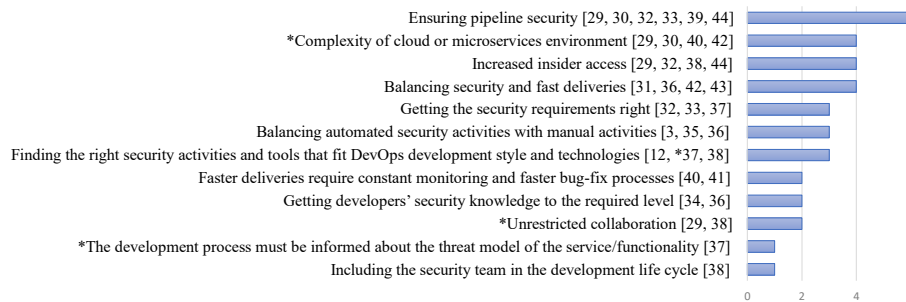 Ensuring pipeline security [29, 30, 32, 33, 39, 44]
*Complexity of cloud or microservices environment [29, 30, 40, 42]
Increased insider access [29, 32, 38, 44]
Balancing security and fast deliveries [31, 36, 42, 43]
Getting the security requirements right [32, 33, 37]
Balancing automated security activities with manual activities [3, 35, 36]
Finding the right security activities and tools that fit DevOps development style and technologies [12, *37, 38]
Faster deliveries require constant monitoring and faster bug-fix processes [40, 41]
Getting developers’ security knowledge to the required level [34, 36]
*Unrestricted collaboration [29, 38]
*The development process must be informed about the threat model of the service/functionality [37]
Including the security team in the development life cycle [38]
0 2 4